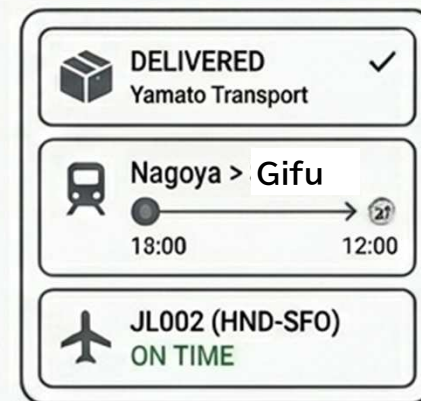 DELIVERED
Yamato Transport
Nagoya > Gifu
18:00 12:00
JL002 (HND-SFO)
ON TIME